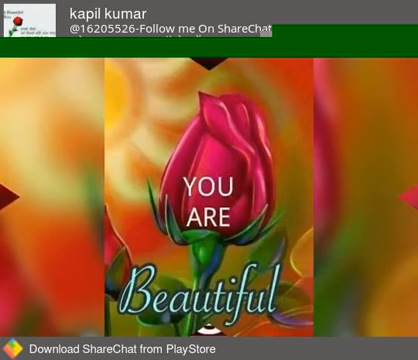 kapil kumar
@16205526-Follow me On ShareChat
YOU
ARE
Beautiful
Download ShareChat from PlayStore